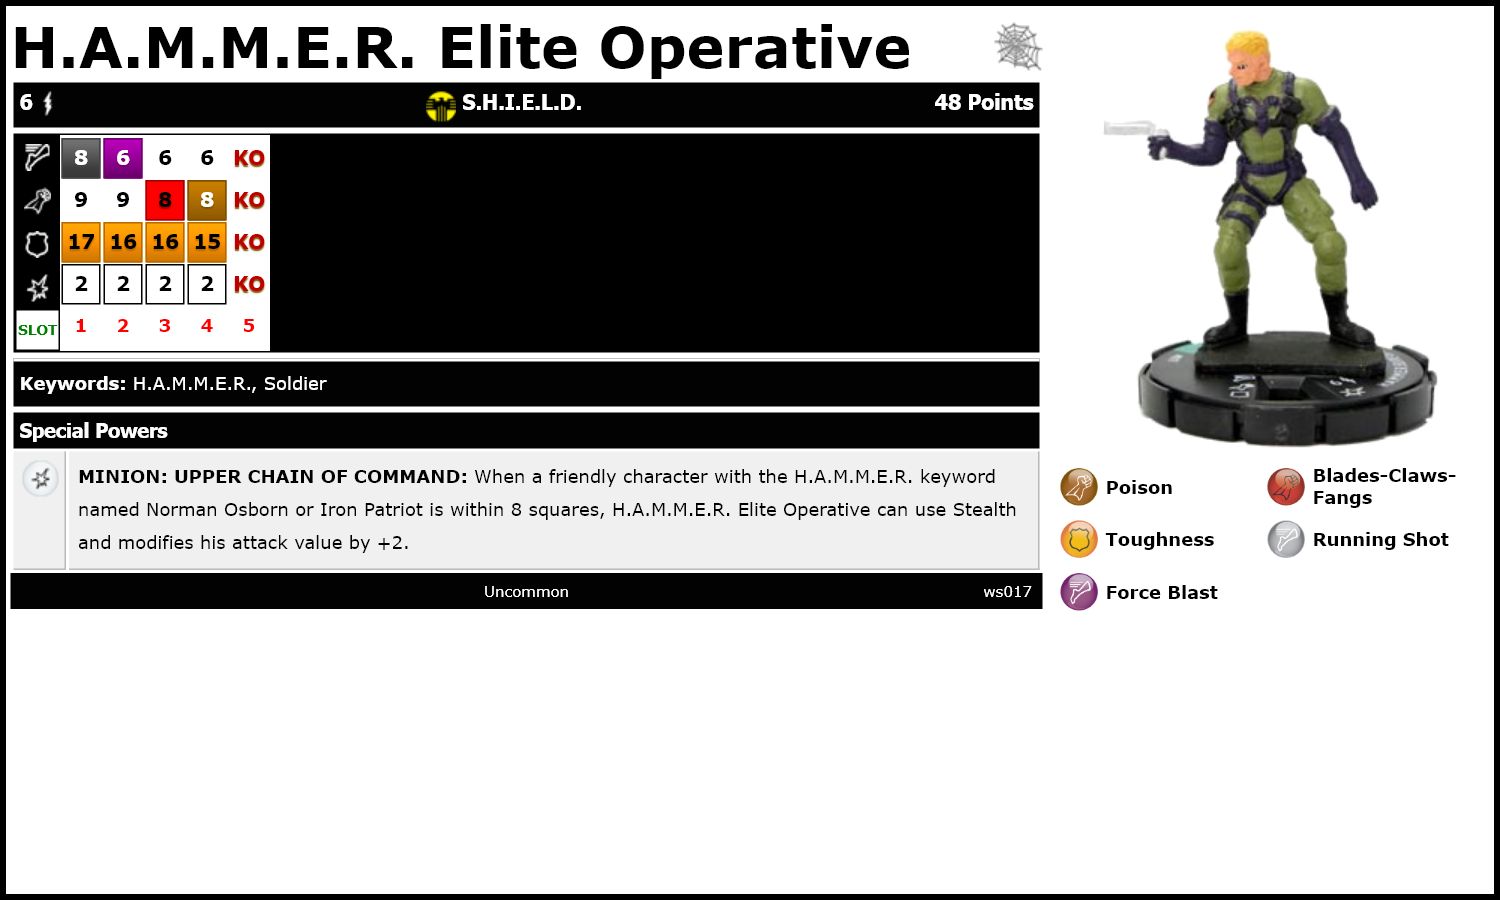 H.A.M.M.E.R. Elite Operative
6 S.H.I.E.L.D. 48 Points
8 6 6 6 KO
9 9 8 8 KO
17 16 16 15 KO
2 2 2 2 KO
SLOT 1 2 3 4 5
Keywords: H.A.M.M.E.R., Soldier
Special Powers
MINION: UPPER CHAIN OF COMMAND: When a friendly character with the H.A.M.M.E.R. keyword
named Norman Osborn or Iron Patriot is within 8 squares, H.A.M.M.E.R. Elite Operative can use Stealth
and modifies his attack value by +2.
Uncommon ws017
Poison
Blades-Claws-
Fangs
Toughness
Running Shot
Force Blast